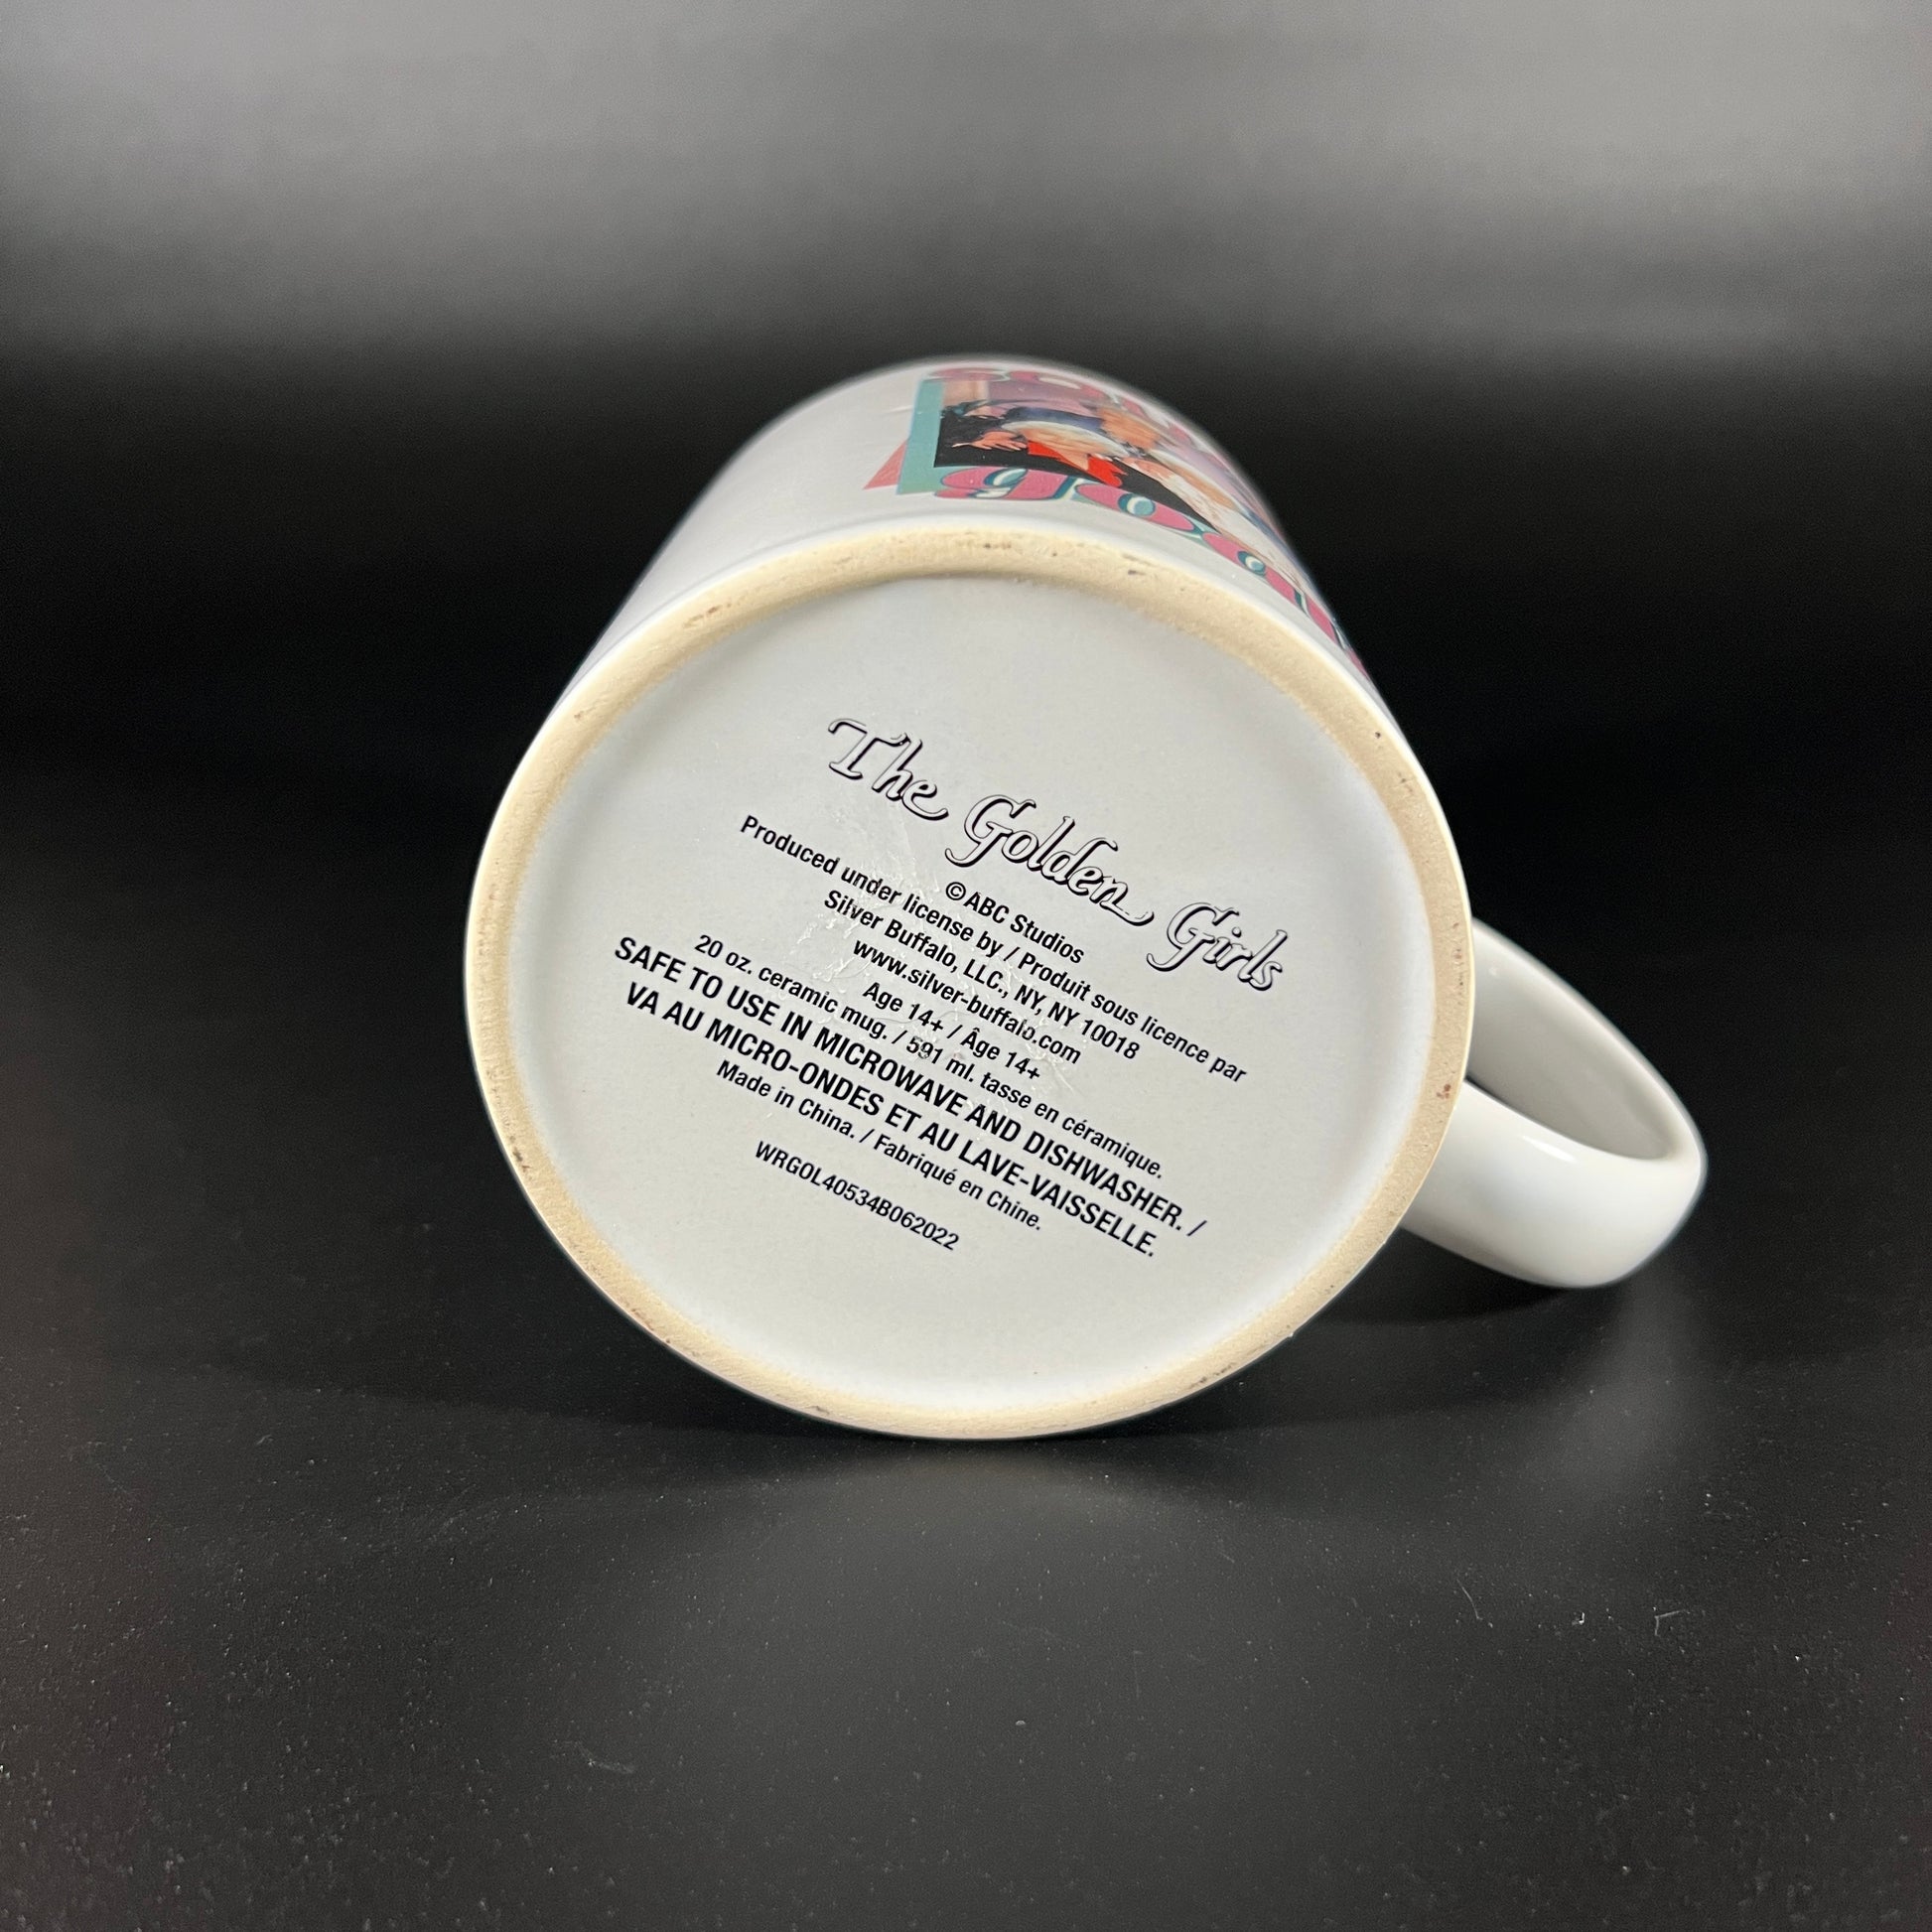 The Golden Girls
©ABC Studios
Produced under license by / Produit sous licence par
Silver Buffalo, LLC., NY, NY 10018
www.silver-buffalo.com
Age 14+ / Âge 14+
20 oz. ceramic mug. / 591 ml. tasse en céramique.
SAFE TO USE IN MICROWAVE AND DISHWASHER. /
VA AU MICRO-ONDES ET AU LAVE-VAISSELLE.
Made in China. / Fabriqué en Chine.
WRGOL40534B062022